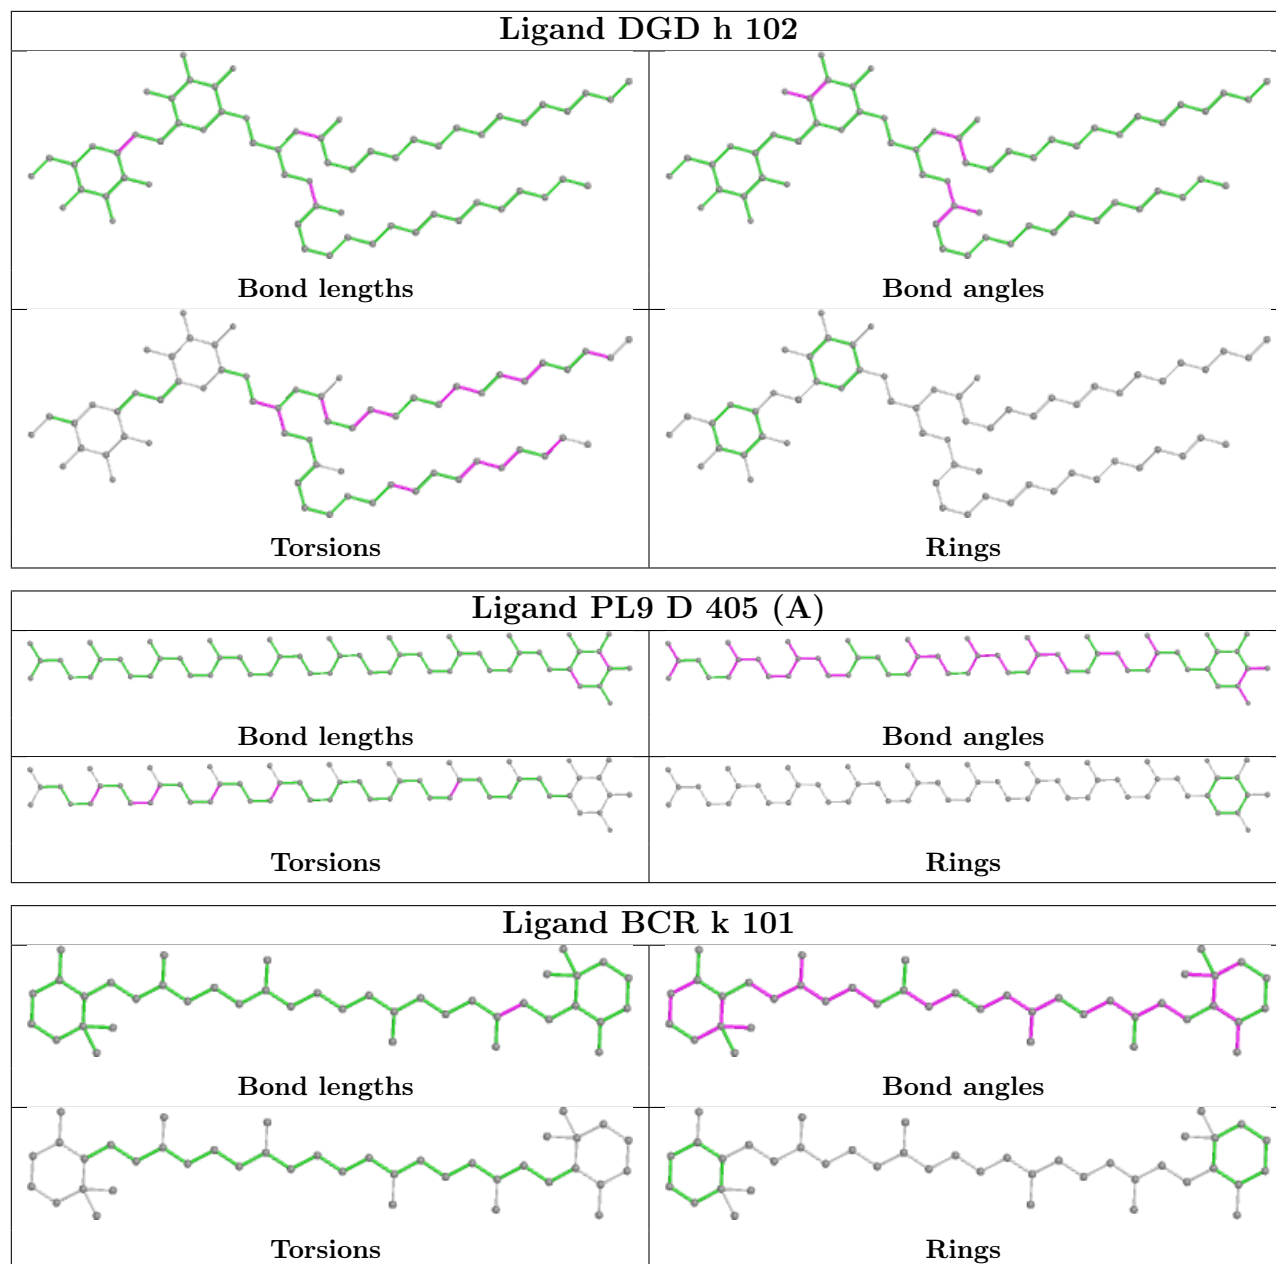 Ligand DGD h 102
Bond lengths
Bond angles
Torsions
Rings
Ligand PL9 D 405 (A)
Bond lengths
Bond angles
Torsions
Rings
Ligand BCR k 101
Bond lengths
Bond angles
Torsions
Rings